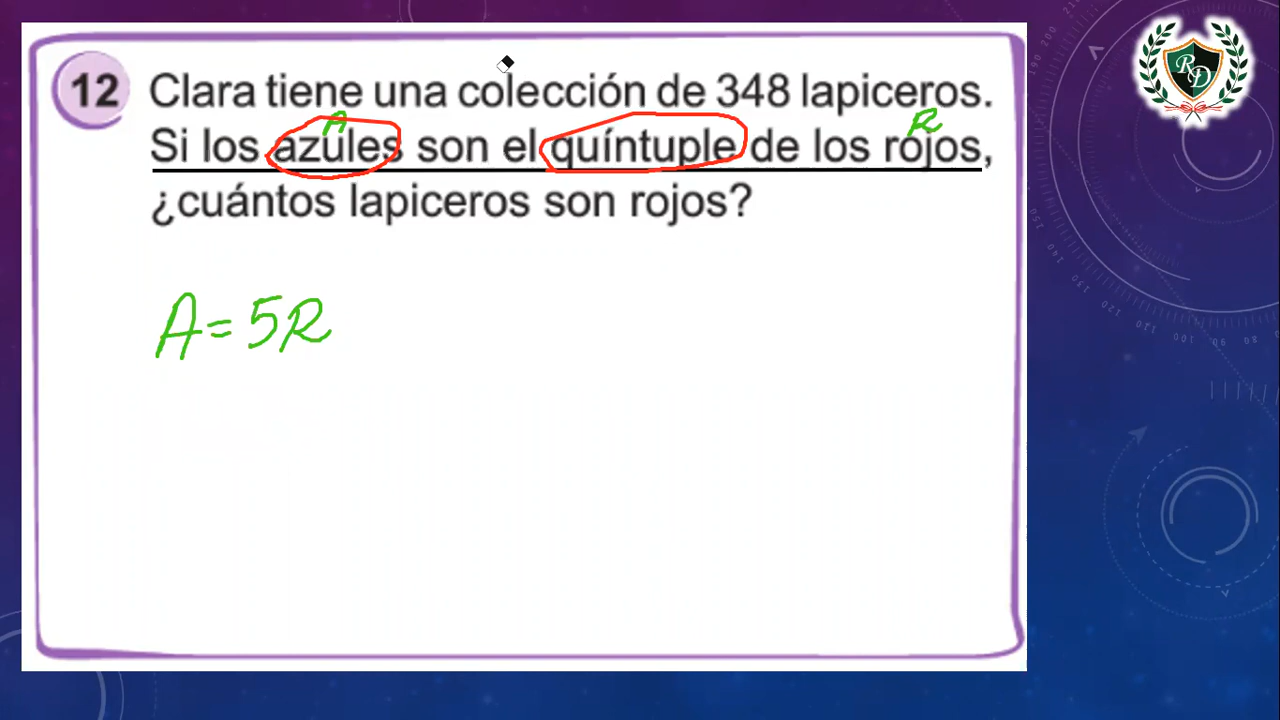 12 Clara tiene una colección de 348 lapiceros.
A R
Si los azules son el quíntuple de los rojos,
¿cuántos lapiceros son rojos?
A = 5R
RD